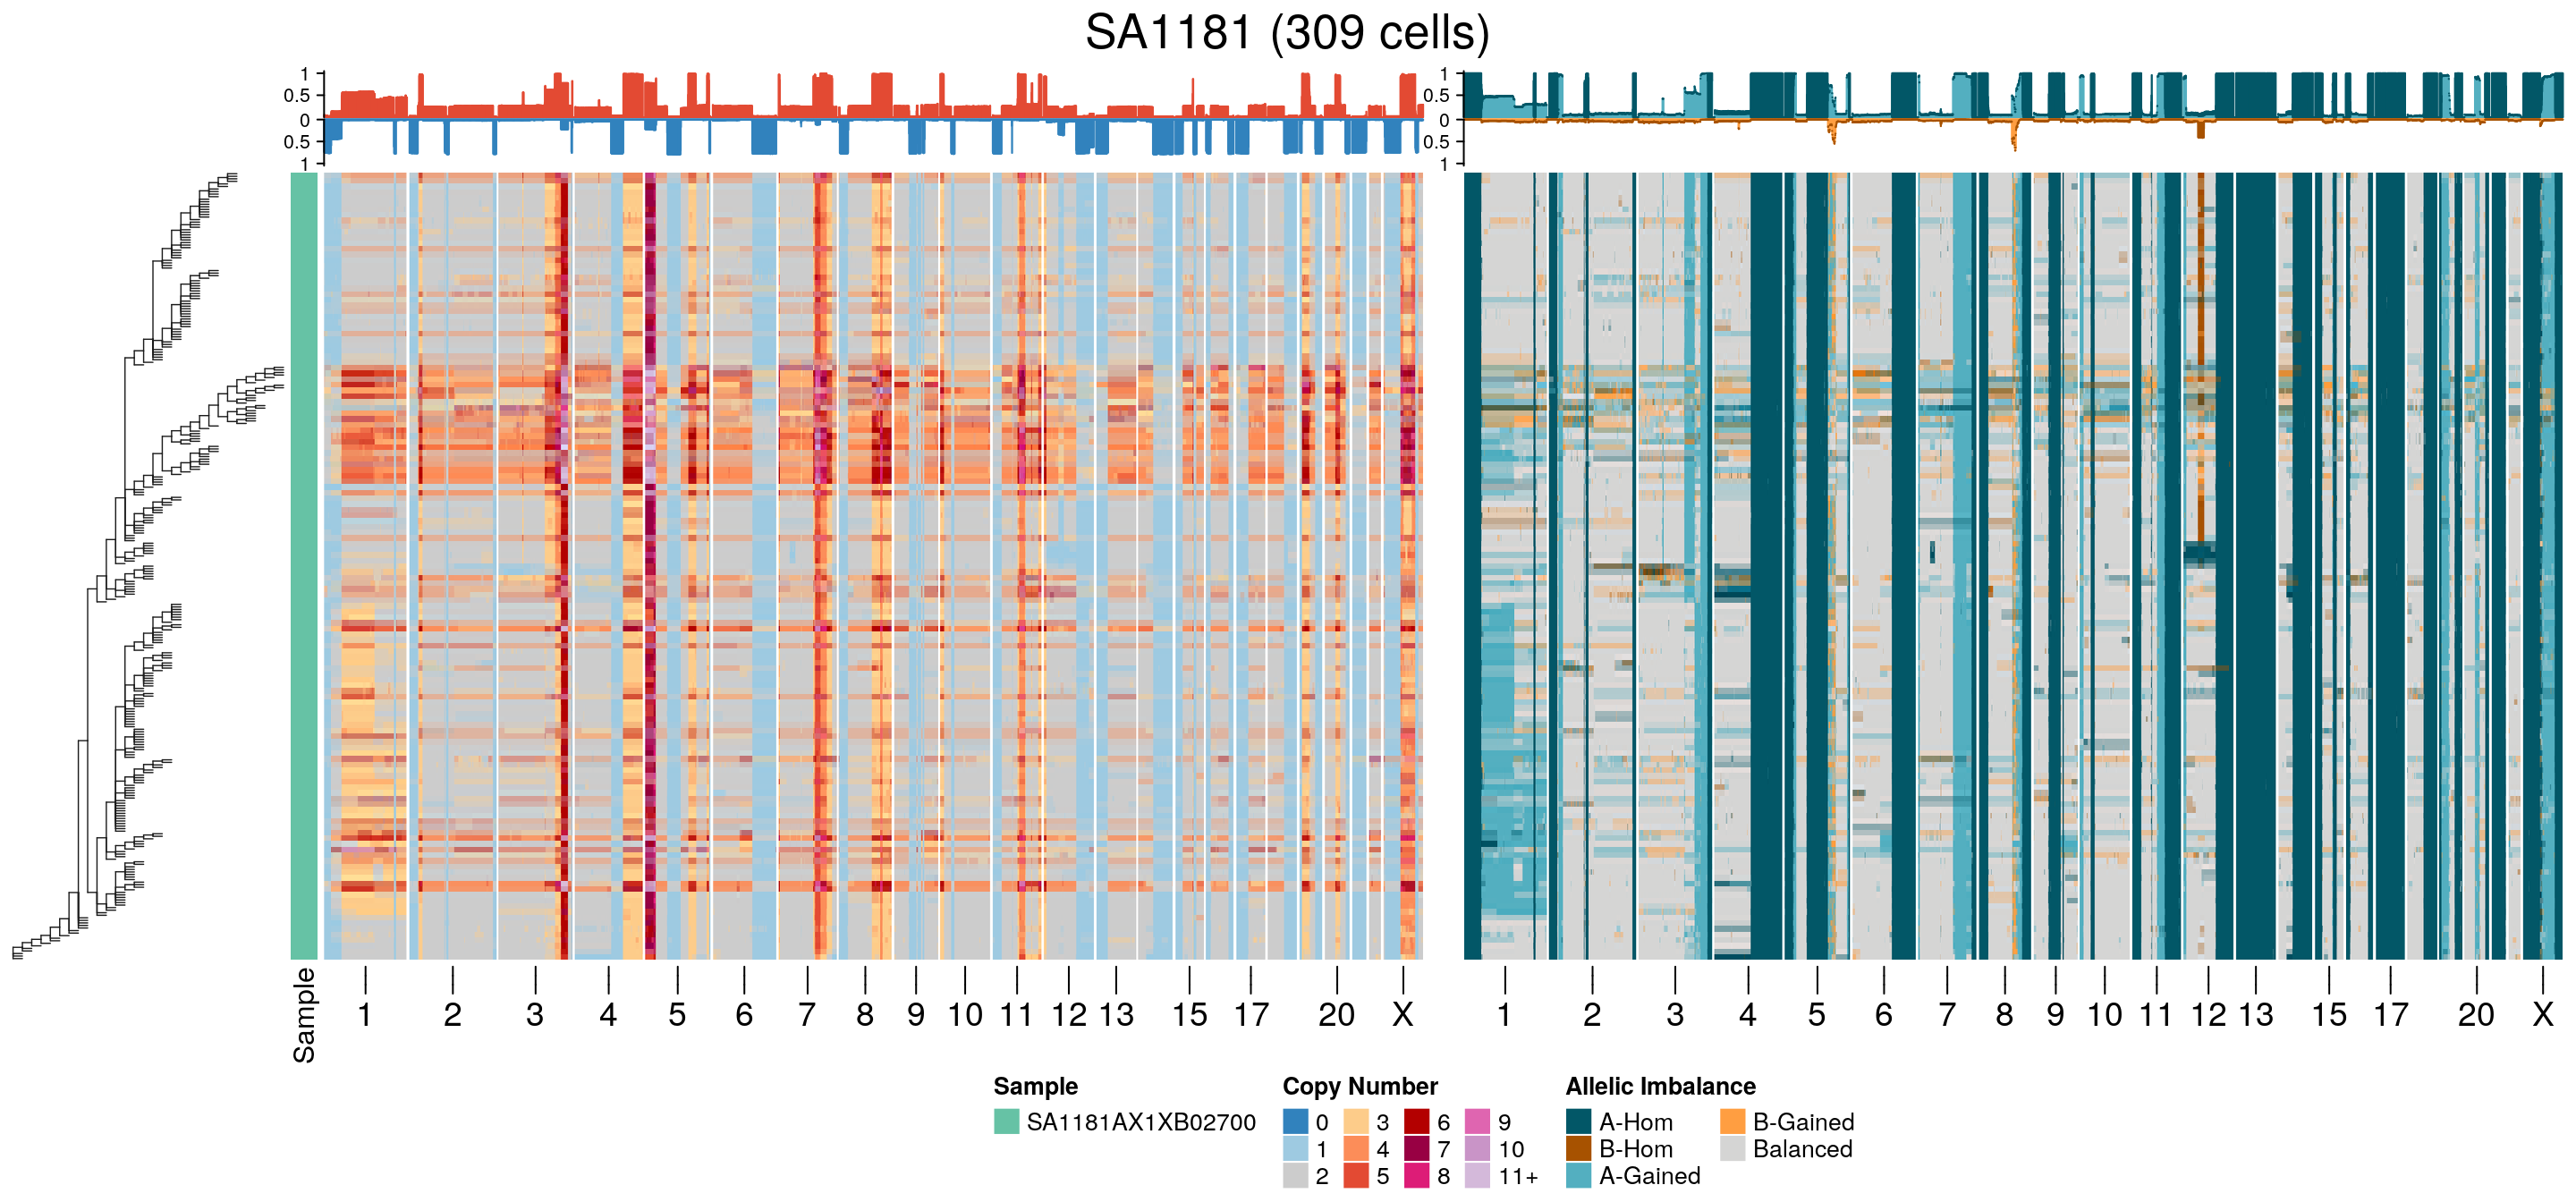 SA1181 (309 cells)
1
0.5
0
0.5
1
1
0.5
0
0.5
1
Sample
1 2 3 4 5 6 7 8 9 10 11 12 13 15 17 20 X
1 2 3 4 5 6 7 8 9 10 11 12 13 15 17 20 X
Sample
SA1181AX1XB02700
Copy Number
0 3 6 9
1 4 7 10
2 5 8 11+
Allelic Imbalance
A-Hom B-Gained
B-Hom Balanced
A-Gained